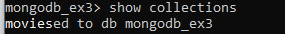 mongodb_ex3> show collections
moviesed to db mongodb_ex3